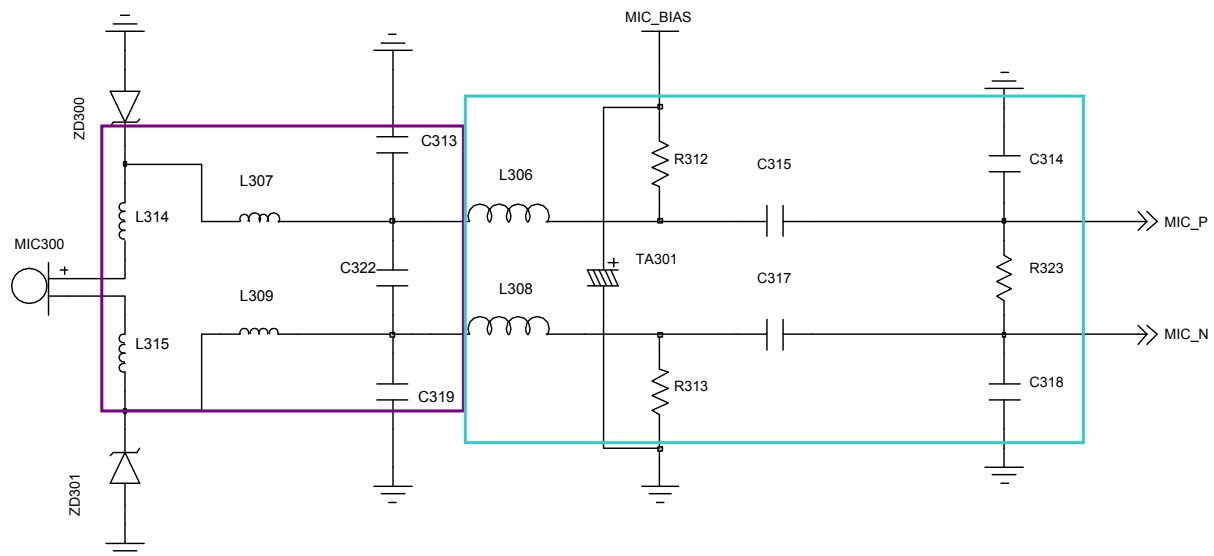 MIC_BIAS
ZD300
C313
L307
L306
R312
C315
C314
L314
MIC_P
MIC300
+
C322
+
TA301
R323
C317
L309
L308
L315
MIC_N
R313
C319
C318
ZD301